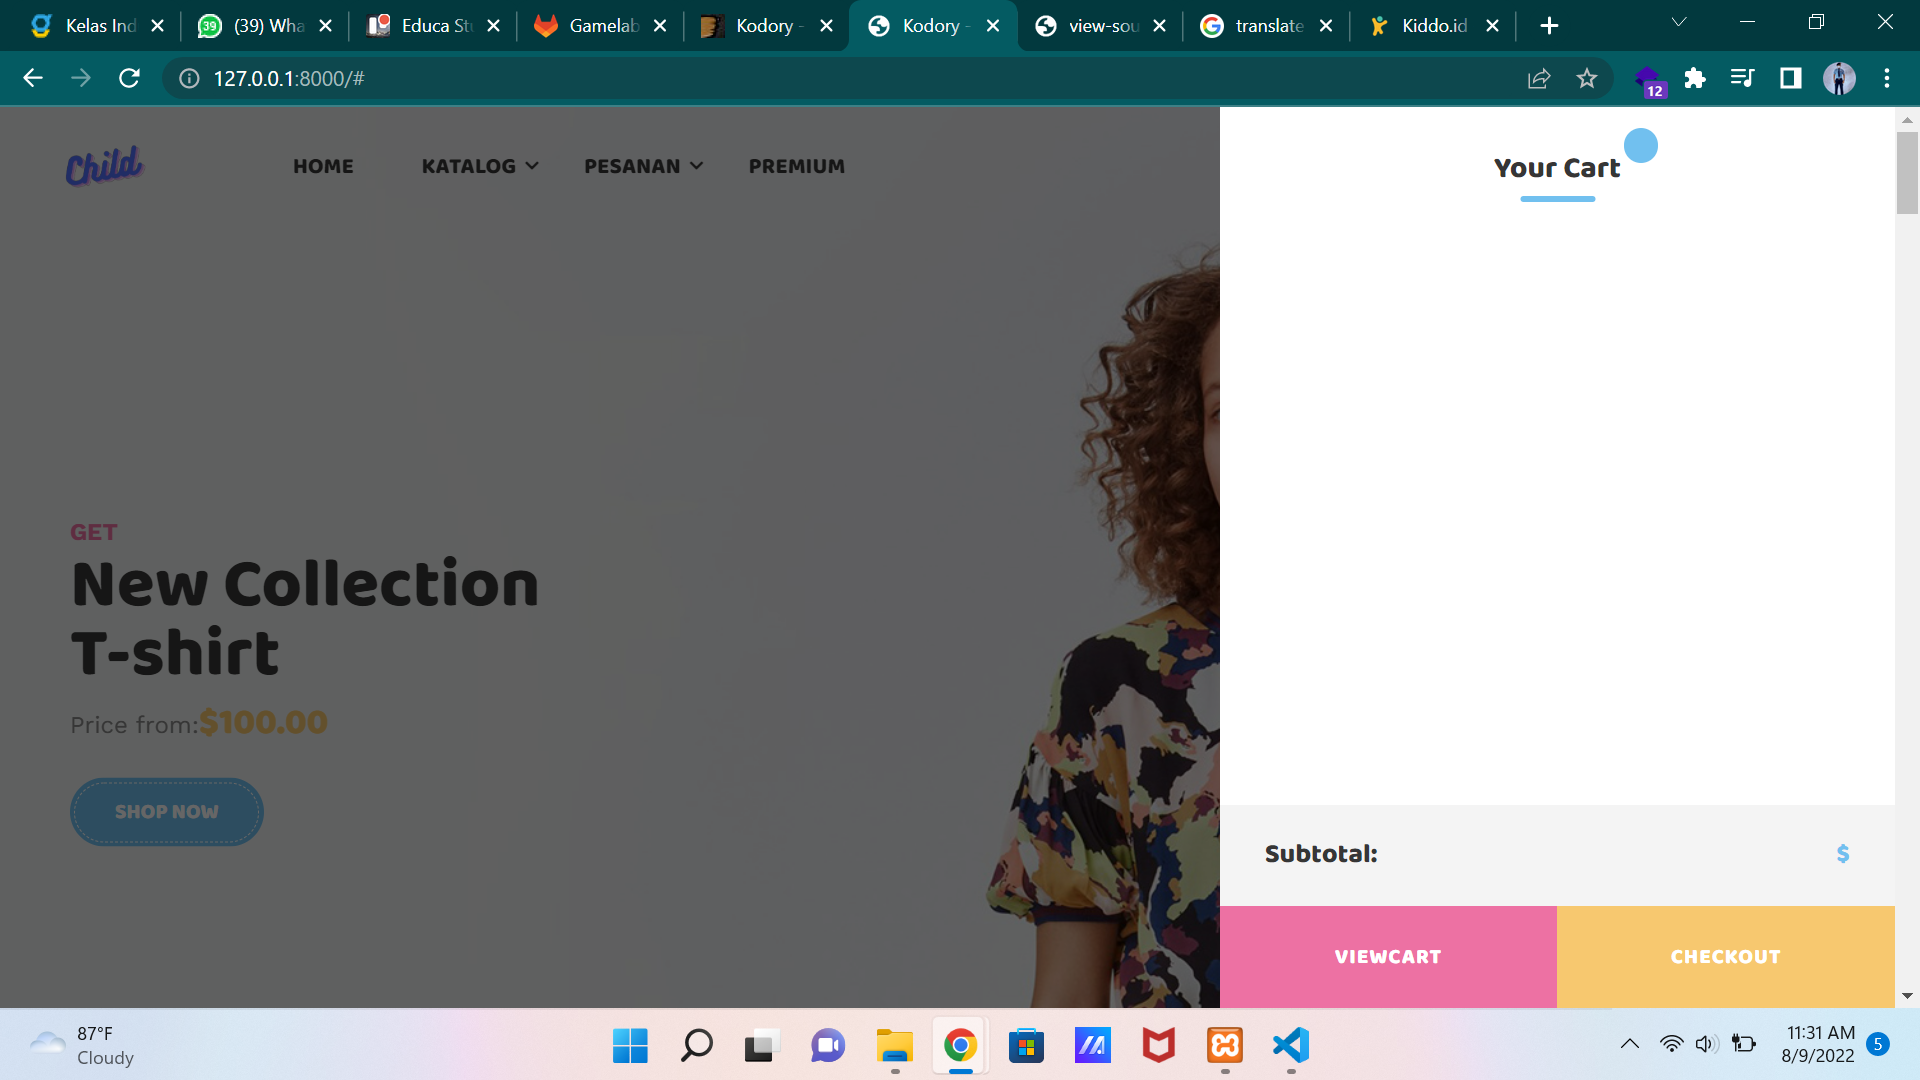 Kelas Ind
(39) Wha
Educa Stu
Gamelab
Kodory -
Kodory -
view-sou
translate
Kiddo.id
127.0.0.1:8000/#
12
Child
HOME
KATALOG
PESANAN
PREMIUM
Your Cart
GET
New Collection
T-shirt
Price from:$100.00
SHOP NOW
Subtotal:
$
VIEWCART
CHECKOUT
87°F
Cloudy
11:31 AM
8/9/2022
5